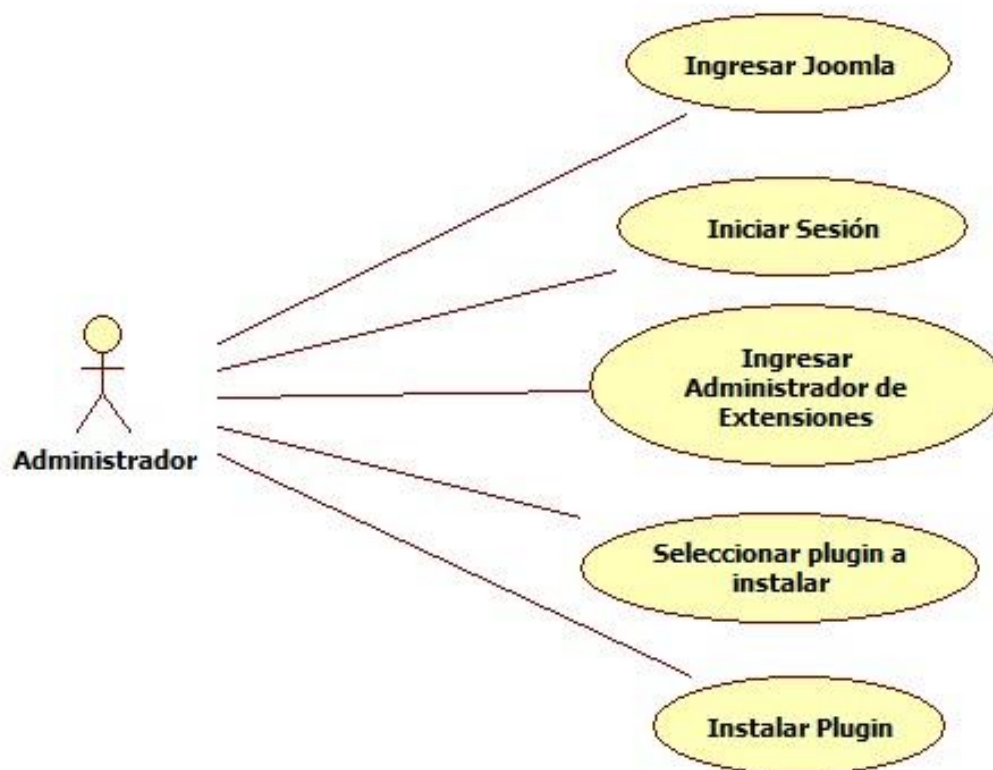 Ingresar Joomla
Iniciar Sesión
Ingresar
Administrador de
Extensiones
Administrador
Seleccionar plugin a
instalar
Instalar Plugin